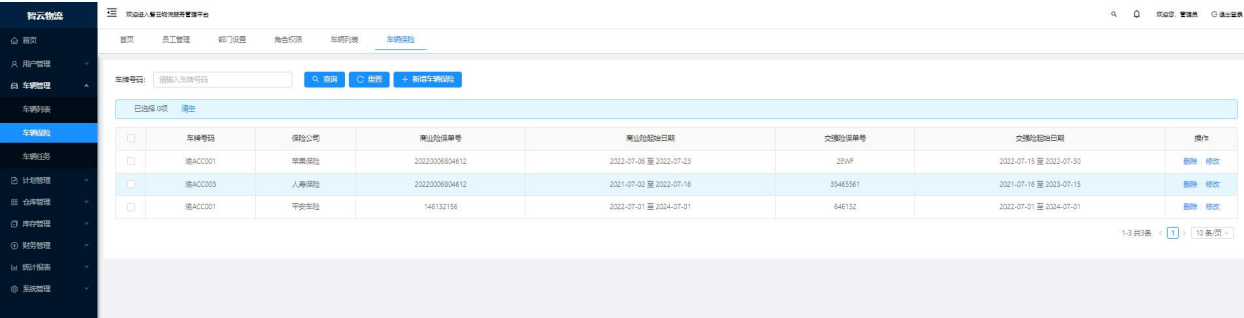 智云物流
欢迎进入智云物流服务管理平台
欢迎您，管理员 退出登录
首页 员工管理 部门设置 角色权限 车辆列表 车辆保险
首页
用户管理
车辆管理
车辆列表
车辆保险
车辆任务
计划管理
仓库管理
库存管理
财务管理
统计报表
系统管理
车牌号码: 请输入车牌号码 查询 重置 + 新增车辆保险
已选择 0项 清空
车牌号码 保险公司 商业险保单号 商业险起始日期 交强险保单号 交强险起始日期 操作
渝ACC001 苹果保险 20220006804612 2022-07-06 至 2022-07-23 2EWF 2022-07-15 至 2022-07-30 删除 修改
渝ACC003 人寿保险 20220006804612 2021-07-02 至 2022-07-16 35465561 2021-07-16 至 2023-07-15 删除 修改
渝ACC001 平安车险 146132156 2022-07-01 至 2024-07-01 646132 2022-07-01 至 2024-07-01 删除 修改
1-3 共3条 < 1 > 10 条/页